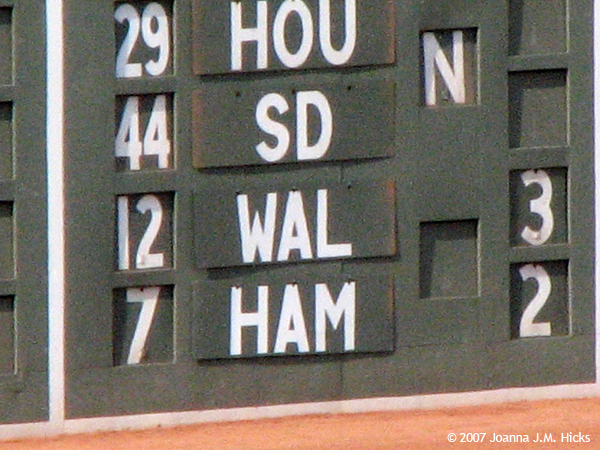 29 HOU N
44 SD
12 WAL 3
7 HAM 2
© 2007 Joanna J.M. Hicks